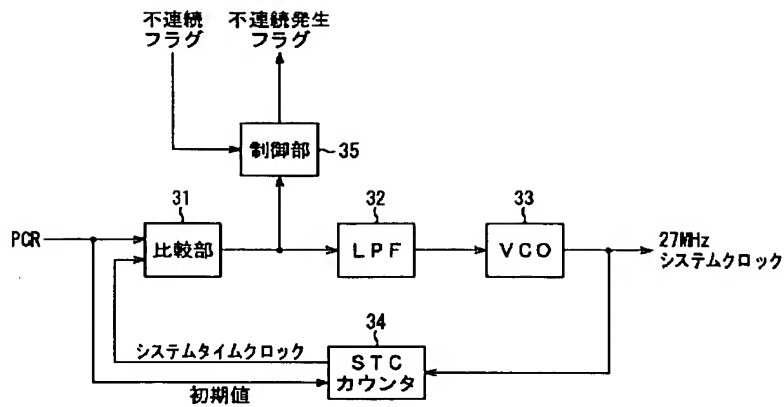 不連続
フラグ
不連続発生
フラグ
制御部
35
31
32
33
PCR
比較部
LPF
VCO
27MHz
システムクロック
34
システムタイムクロック
STC
カウンタ
初期値